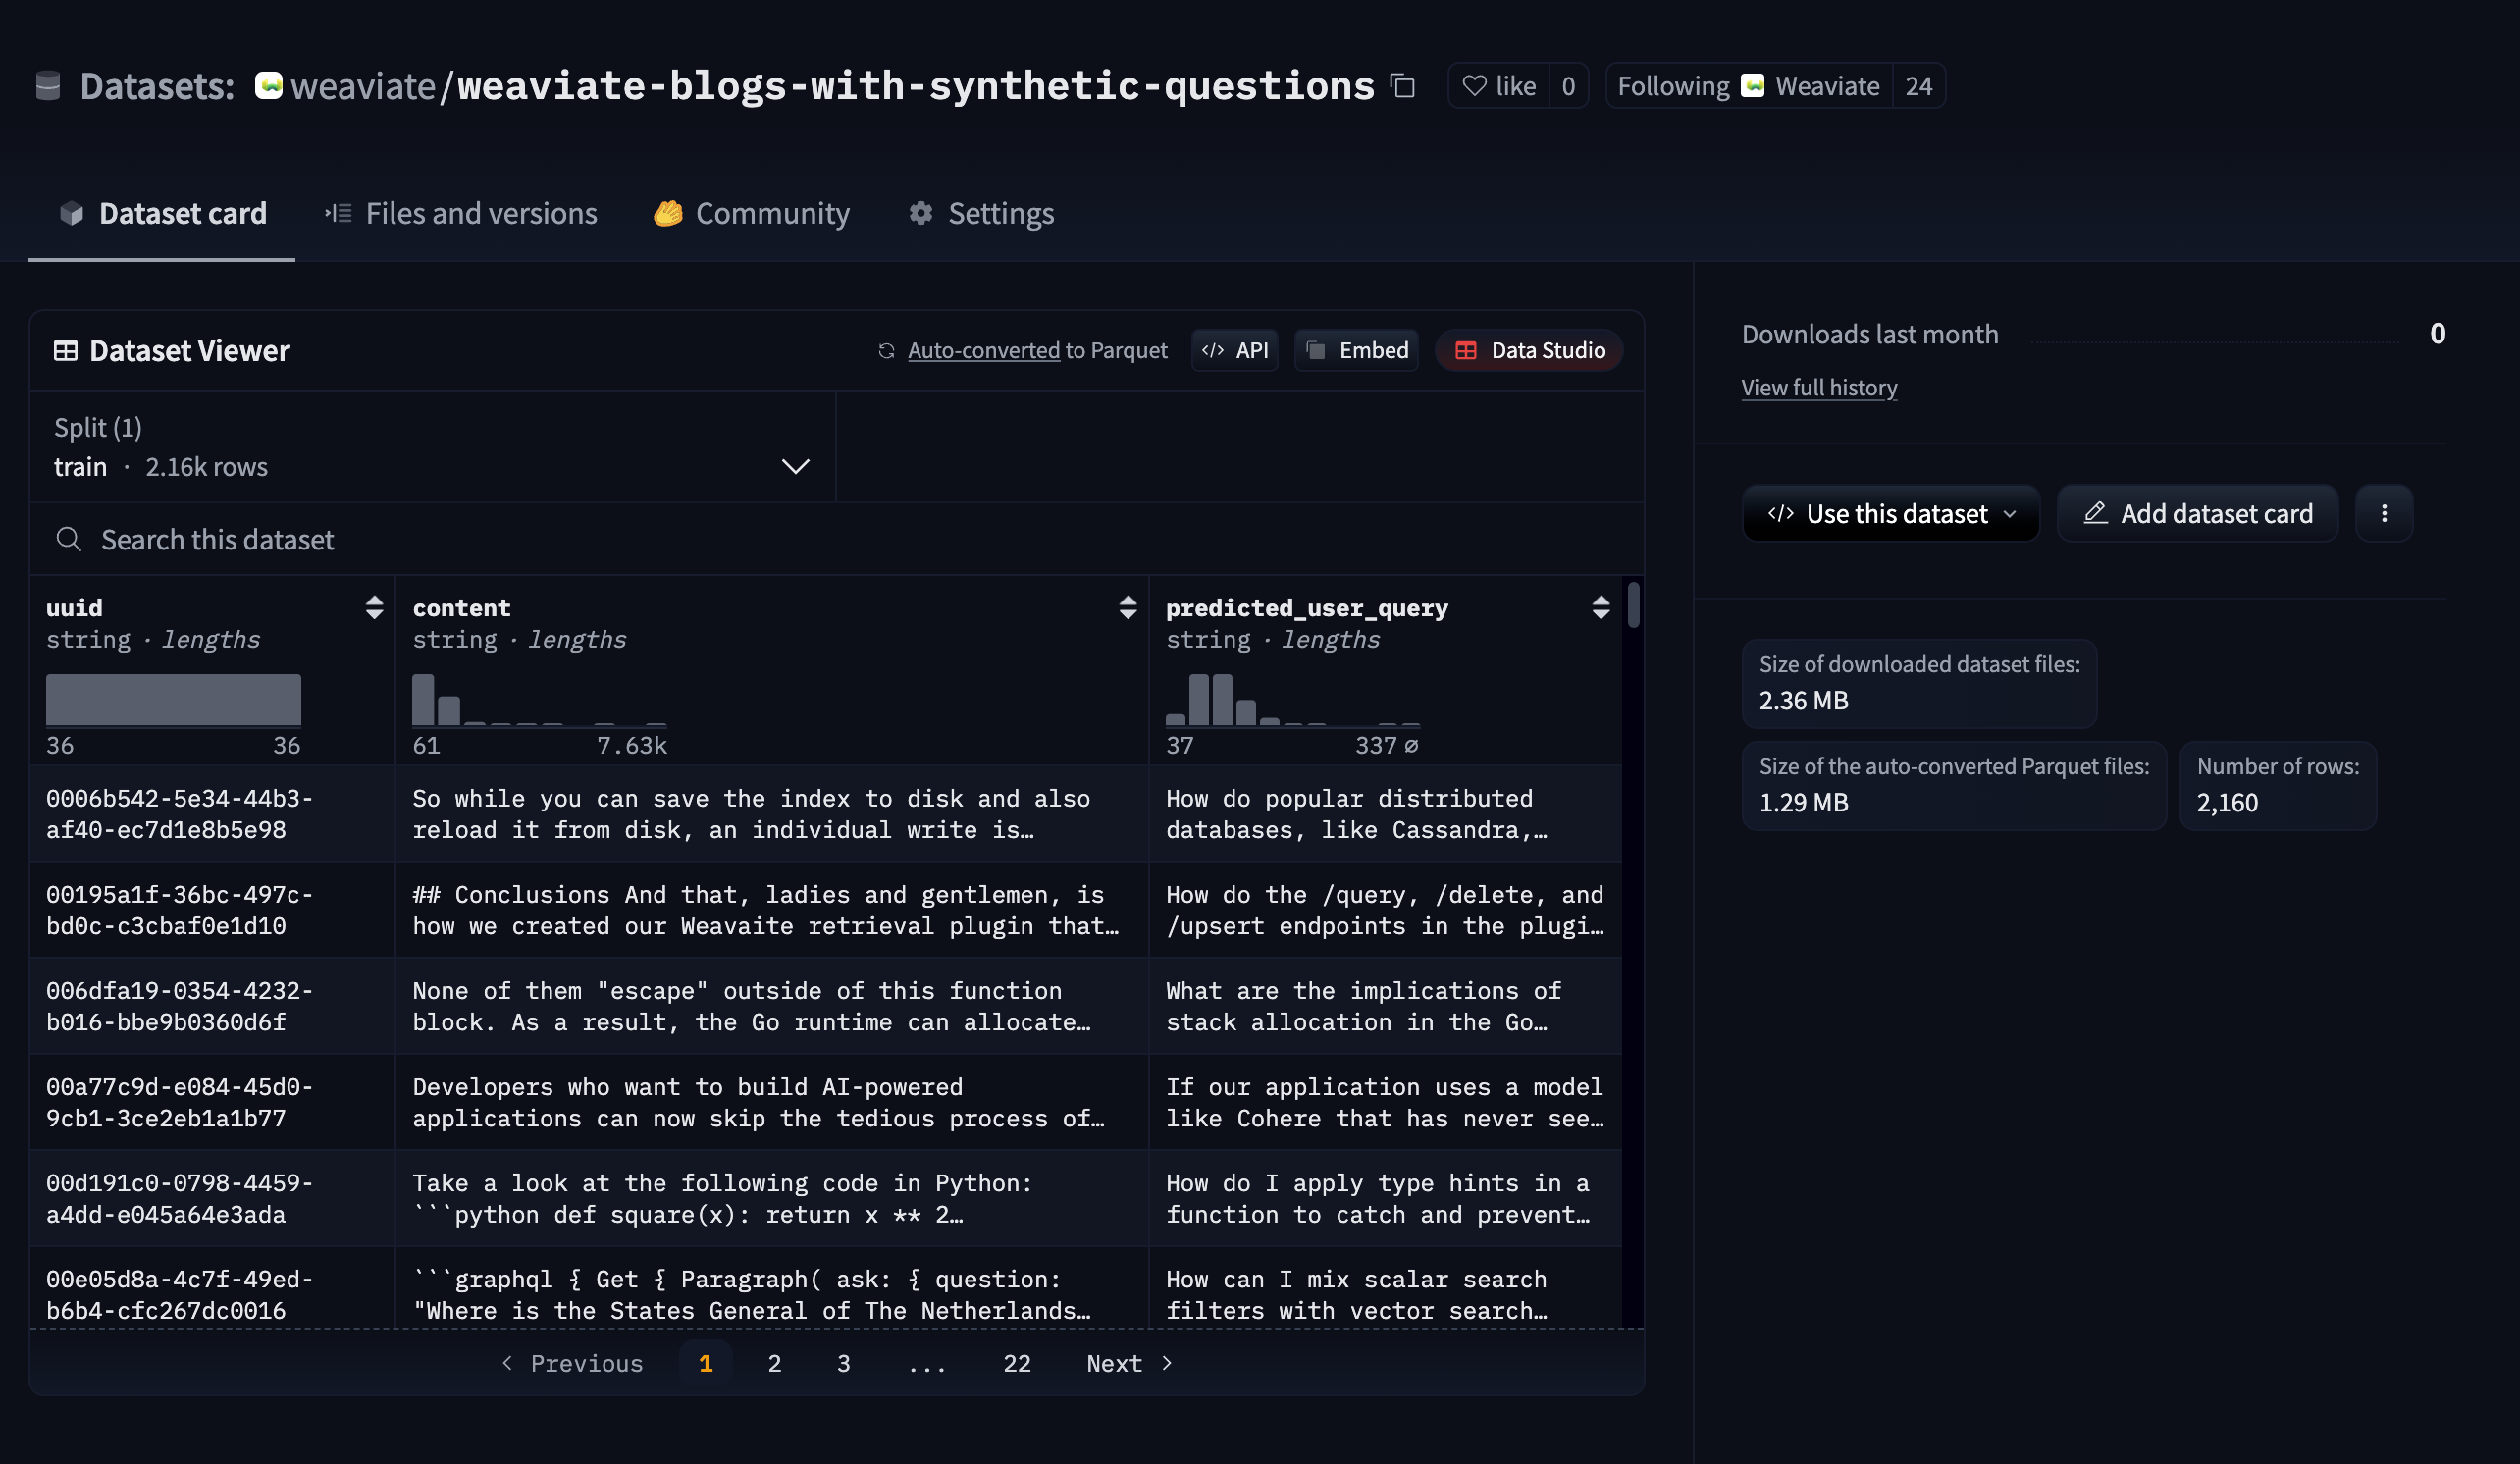 Datasets: weaviate/weaviate-blogs-with-synthetic-questions like 0 Following Weaviate 24
Dataset card Files and versions Community Settings
Dataset Viewer Auto-converted to Parquet </> API Embed Data Studio
Split (1)
train · 2.16k rows
Search this dataset
uuid content predicted_user_query
string · lengths string · lengths string · lengths
36 36 61 7.63k 37 337 ∅
0006b542-5e34-44b3- So while you can save the index to disk and also How do popular distributed
af40-ec7d1e8b5e98 reload it from disk, an individual write is… databases, like Cassandra,…
00195a1f-36bc-497c- ## Conclusions And that, ladies and gentlemen, is How do the /query, /delete, and
bd0c-c3cbaf0e1d10 how we created our Weavaite retrieval plugin that… /upsert endpoints in the plugi…
006dfa19-0354-4232- None of them "escape" outside of this function What are the implications of
b016-bbe9b0360d6f block. As a result, the Go runtime can allocate… stack allocation in the Go…
00a77c9d-e084-45d0- Developers who want to build AI-powered If our application uses a model
9cb1-3ce2eb1a1b77 applications can now skip the tedious process of… like Cohere that has never see…
00d191c0-0798-4459- Take a look at the following code in Python: How do I apply type hints in a
a4dd-e045a64e3ada ```python def square(x): return x ** 2… function to catch and prevent…
00e05d8a-4c7f-49ed- ```graphql { Get { Paragraph( ask: { question: How can I mix scalar search
b6b4-cfc267dc0016 "Where is the States General of The Netherlands… filters with vector search…
< Previous 1 2 3 ... 22 Next >
Downloads last month 0
View full history
</> Use this dataset Add dataset card
Size of downloaded dataset files:
2.36 MB
Size of the auto-converted Parquet files: Number of rows:
1.29 MB 2,160